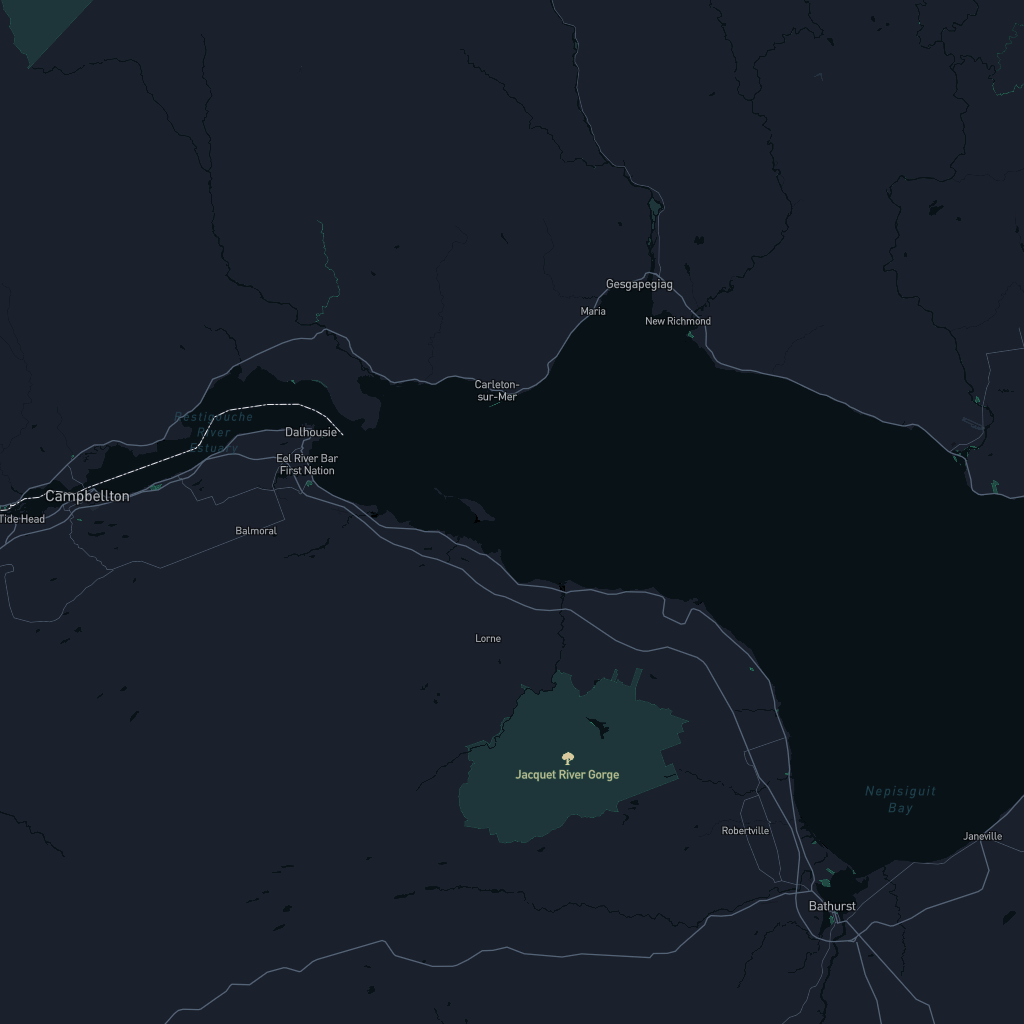 Gesgapegiag
Maria
New Richmond
Carleton-
sur-Mer
Restigouche
River
Estuary
Dalhousie
Eel River Bar
First Nation
Campbellton
Tide Head
Balmoral
Lorne
Jacquet River Gorge
Nepisiguit
Bay
Robertville
Janeville
Bathurst